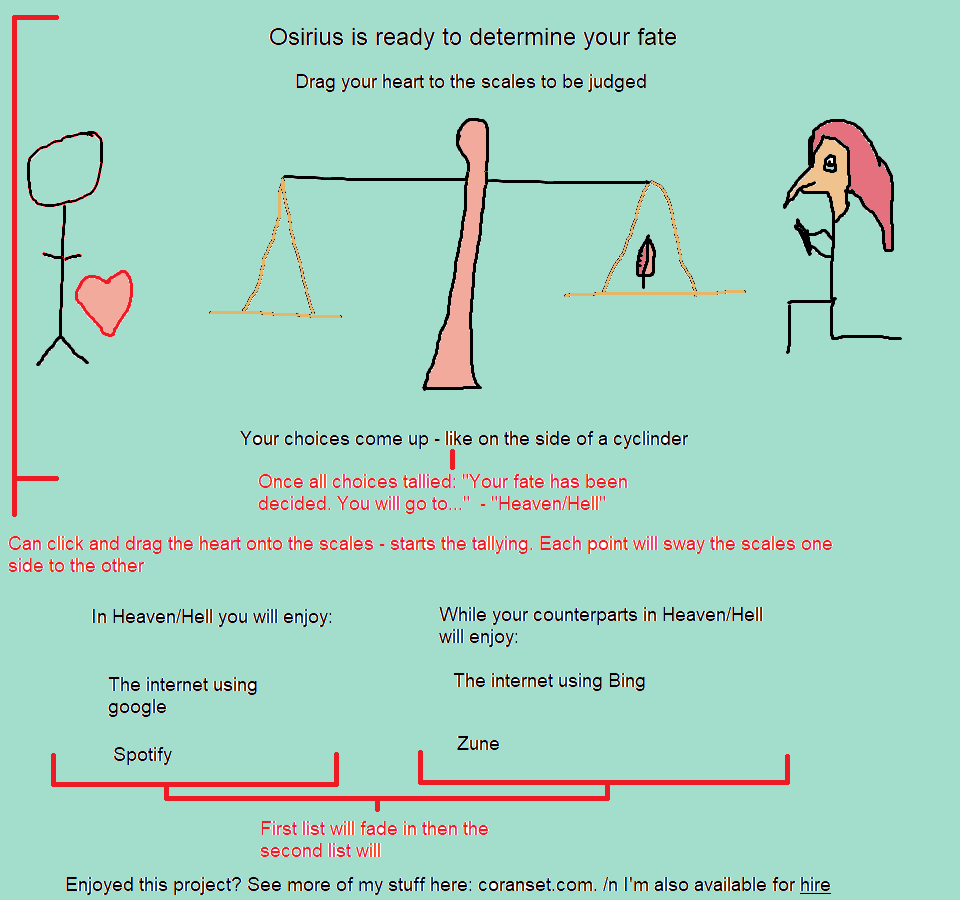 Osirius is ready to determine your fate
Drag your heart to the scales to be judged
Your choices come up - like on the side of a cyclinder
Once all choices tallied: "Your fate has been
decided. You will go to..."  - "Heaven/Hell"
Can click and drag the heart onto the scales - starts the tallying. Each point will sway the scales one
side to the other
In Heaven/Hell you will enjoy:
The internet using
google
Spotify
While your counterparts in Heaven/Hell
will enjoy:
The internet using Bing
Zune
First list will fade in then the
second list will
Enjoyed this project? See more of my stuff here: coranset.com. /n I'm also available for hire